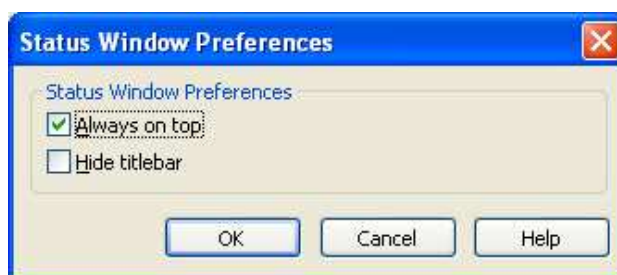 Status Window Preferences
Status Window Preferences
Always on top
Hide titlebar
OK Cancel Help